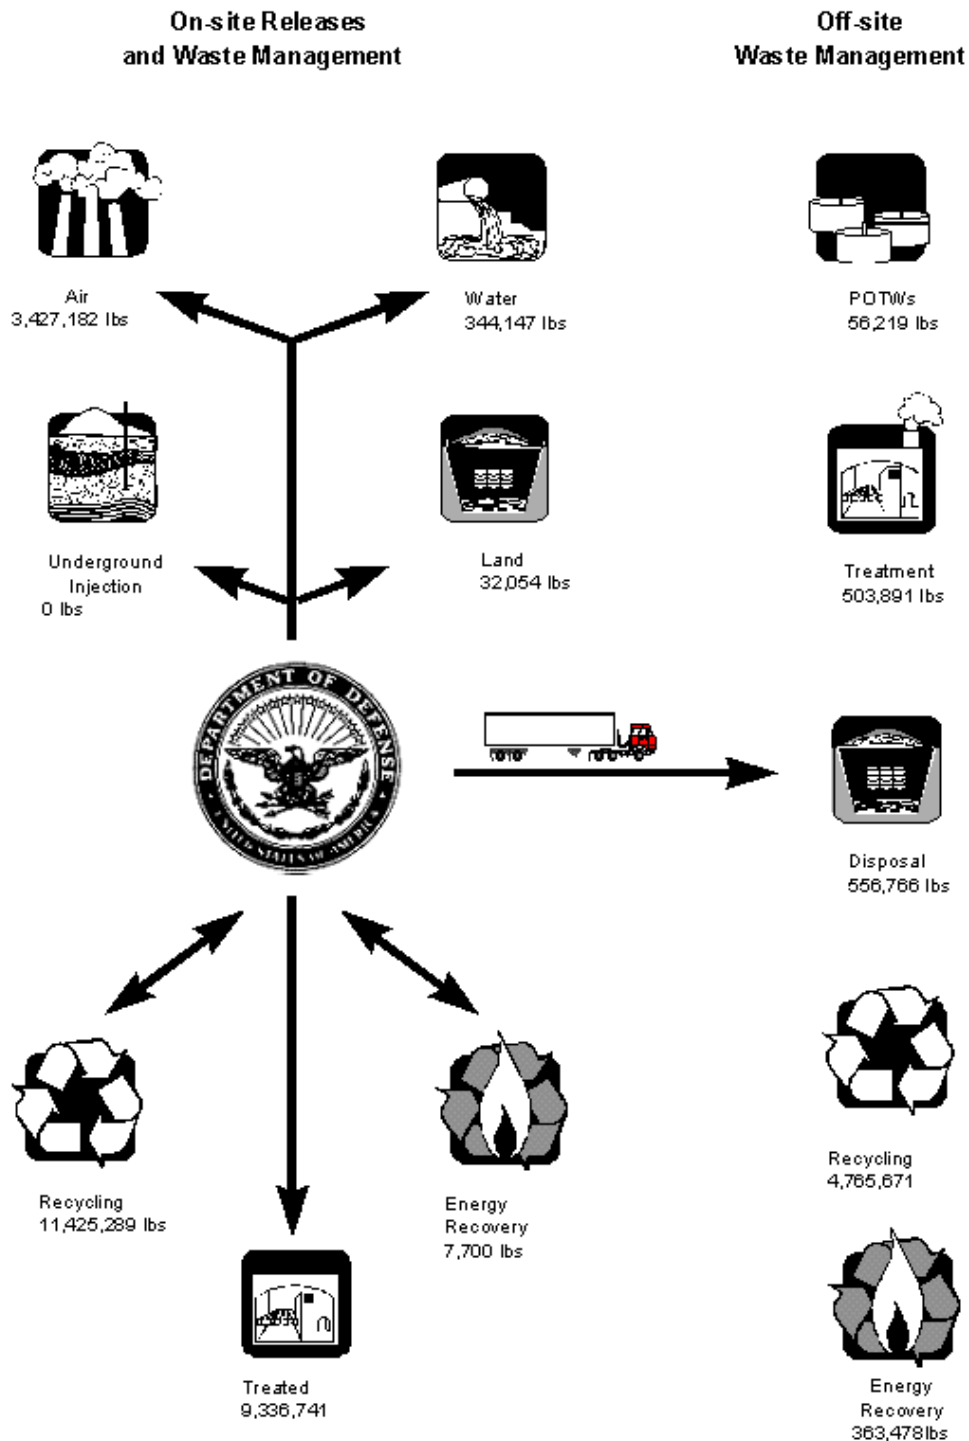 On-site Releases
and Waste Management
Off-site
Waste Management
Air
3,427,182 lbs
Water
344,147 lbs
POTWs
56,219 lbs
Underground
Injection
0 lbs
Land
32,054 lbs
Treatment
503,891 lbs
DEPARTMENT OF DEFENSE
UNITED STATES OF AMERICA
Disposal
556,766 lbs
Recycling
11,425,289 lbs
Energy
Recovery
7,700 lbs
Recycling
4,765,671
Treated
9,336,741
Energy
Recovery
363,478lbs